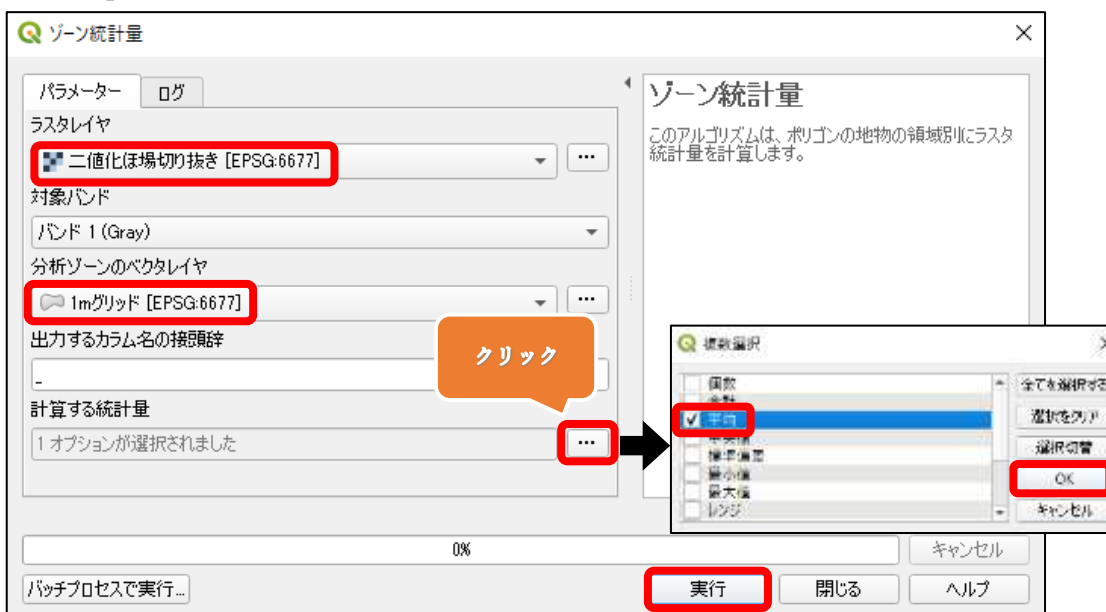 ゾーン統計量
パラメーター ログ
ラスタレイヤ
二値化ほ場切り抜き [EPSG:6677]
...
対象バンド
バンド 1 (Gray)
分析ゾーンのベクタレイヤ
1mグリッド [EPSG:6677]
...
出力するカラム名の接頭辞
_
計算する統計量
1 オプションが選択されました
...
クリック
ゾーン統計量
このアルゴリズムは、ポリゴンの地物の領域別にラスタ
統計量を計算します。
複数選択
個数
合計
平均
中央値
標準偏差
最小値
最大値
レンジ
全てを選択する
選択をクリア
選択切替
OK
キャンセル
0%
キャンセル
バッチプロセスで実行...
実行
閉じる
ヘルプ